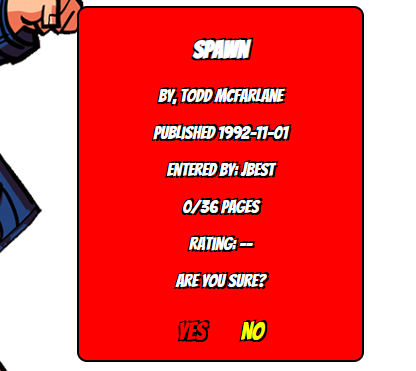 SPAWN
BY, TODD MCFARLANE
PUBLISHED 1992-11-01
ENTERED BY: JBEST
0/36 PAGES
RATING: --
ARE YOU SURE?
YES NO